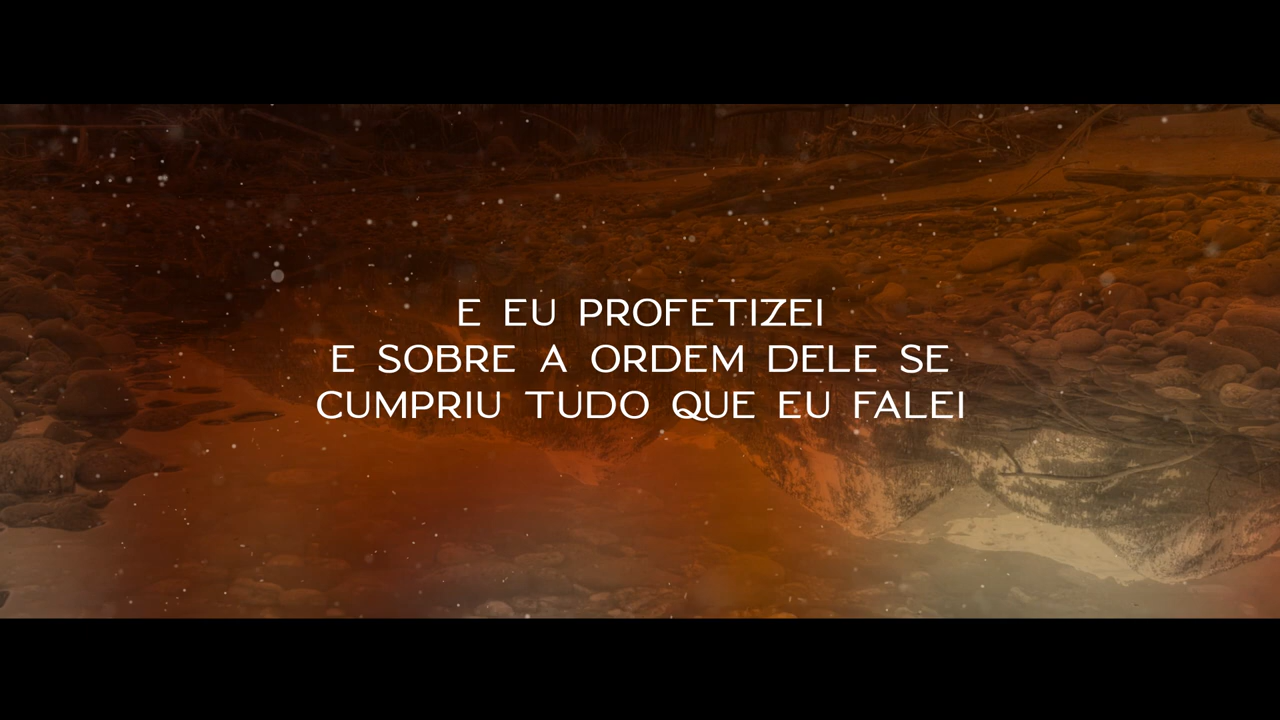 E EU PROFETIZEI
E SOBRE A ORDEM DELE SE
CUMPRIU TUDO QUE EU FALEI